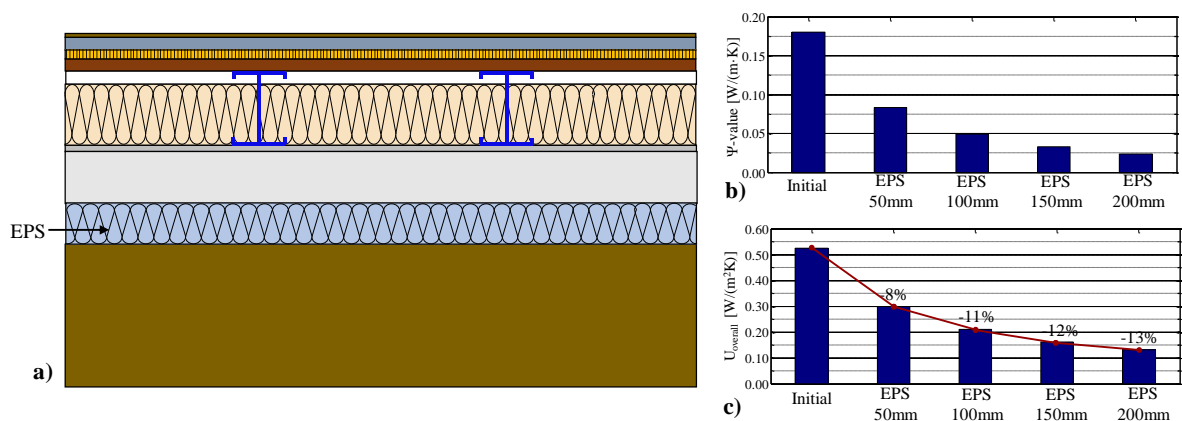 EPS
a)
b)
Ψ-value [W/(m·K)]
0.20
0.15
0.10
0.05
0.00
Initial
EPS
50mm
EPS
100mm
EPS
150mm
EPS
200mm
c)
Uoverall [W/(m²K)]
0.60
0.50
0.40
0.30
0.20
0.10
0.00
-8%
-11%
-12%
-13%
Initial
EPS
50mm
EPS
100mm
EPS
150mm
EPS
200mm